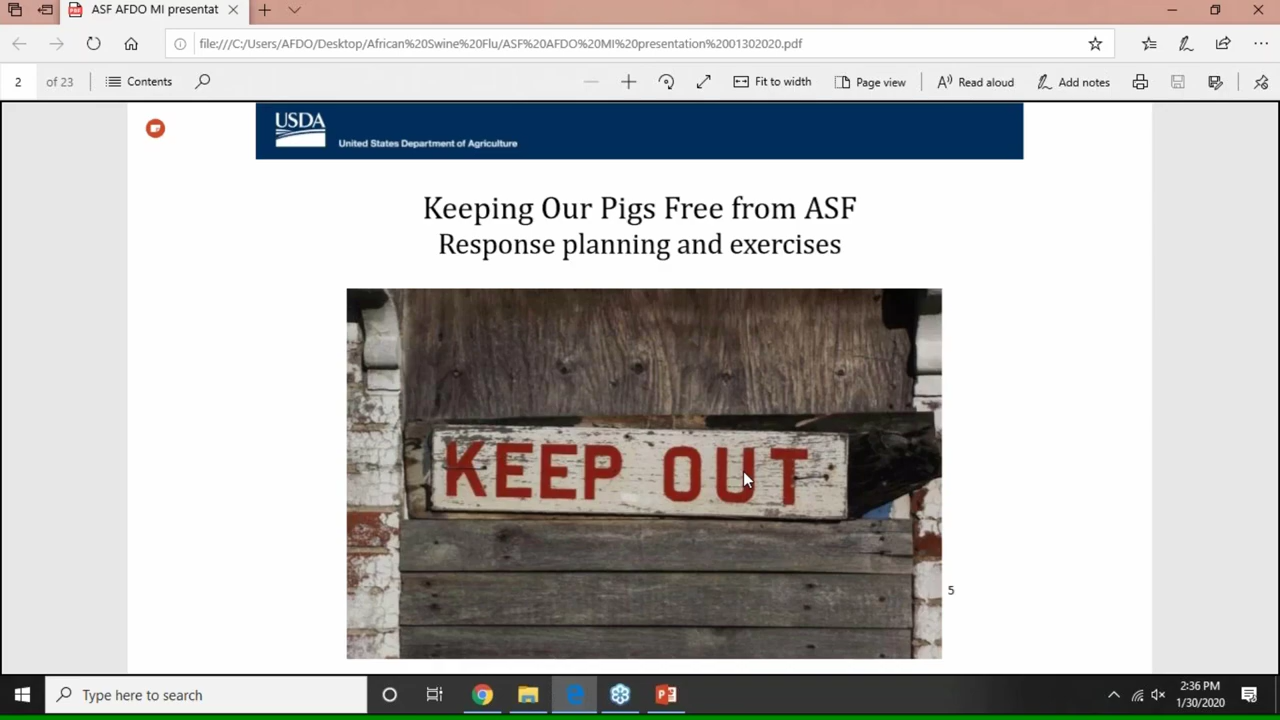 ASF AFDO MI presentat
file:///C:/Users/AFDO/Desktop/African%20Swine%20Flu/ASF%20AFDO%20MI%20presentation%2001302020.pdf
2 of 23 Contents Fit to width Page view Read aloud Add notes
USDA
United States Department of Agriculture
Keeping Our Pigs Free from ASF
Response planning and exercises
KEEP OUT
5
Type here to search
2:36 PM
1/30/2020